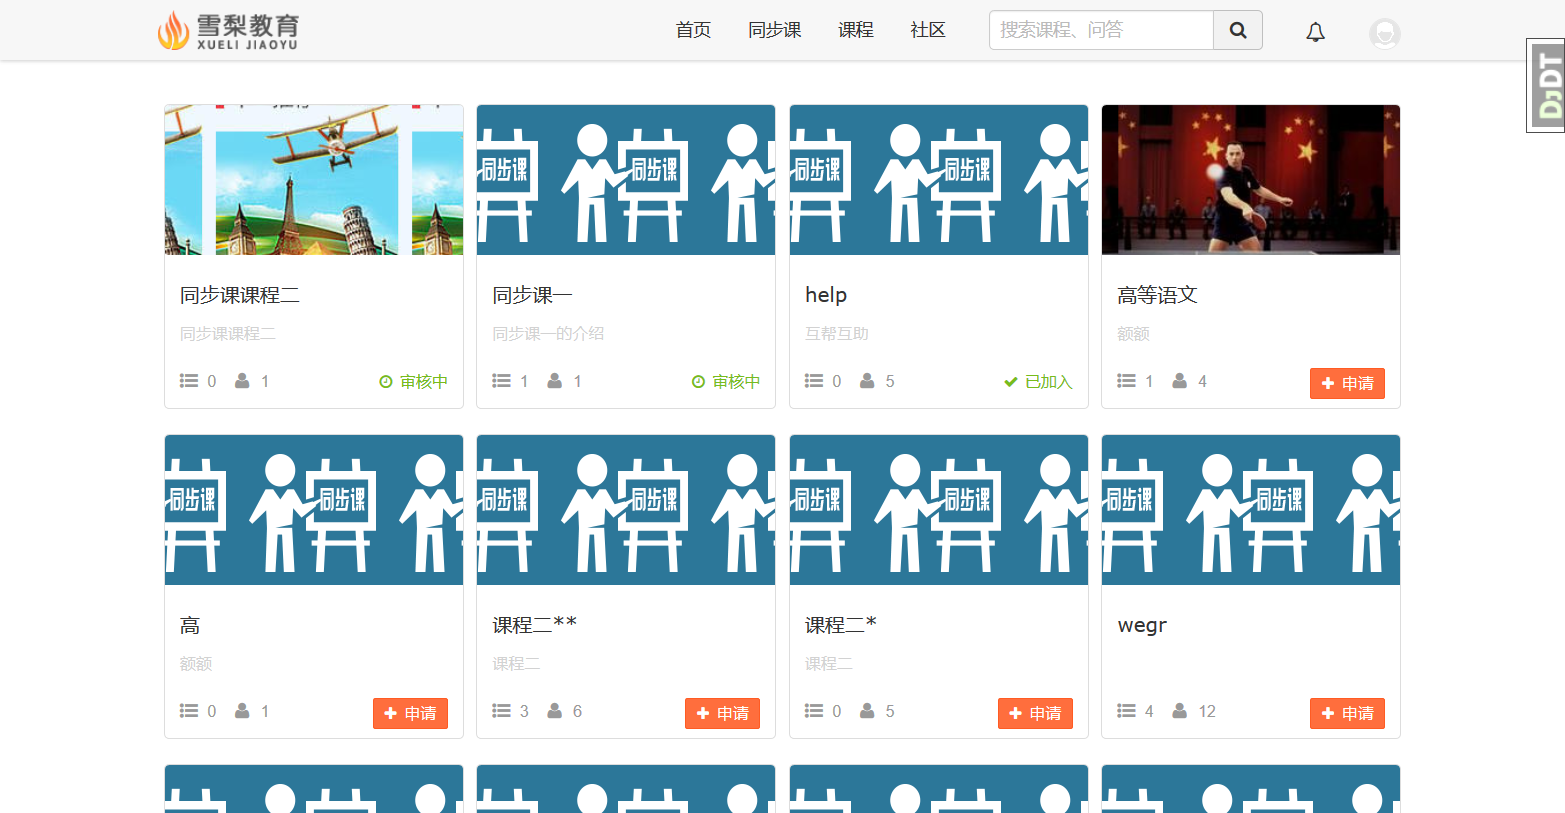 雪梨教育
XUELI JIAOYU
首页 同步课 课程 社区 搜索课程、问答
DJDT
同步课 同步课 同步课 同步课
同步课课程二 同步课一 help 高等语文
同步课课程二 同步课一的介绍 互帮互助 额额
0 1 审核中 1 1 审核中 0 5 已加入 1 4 申请
同步课 同步课 同步课 同步课 同步课 同步课 同步课 同步课
高 课程二** 课程二* wegr
额额 课程二 课程二
0 1 申请 3 6 申请 0 5 申请 4 12 申请